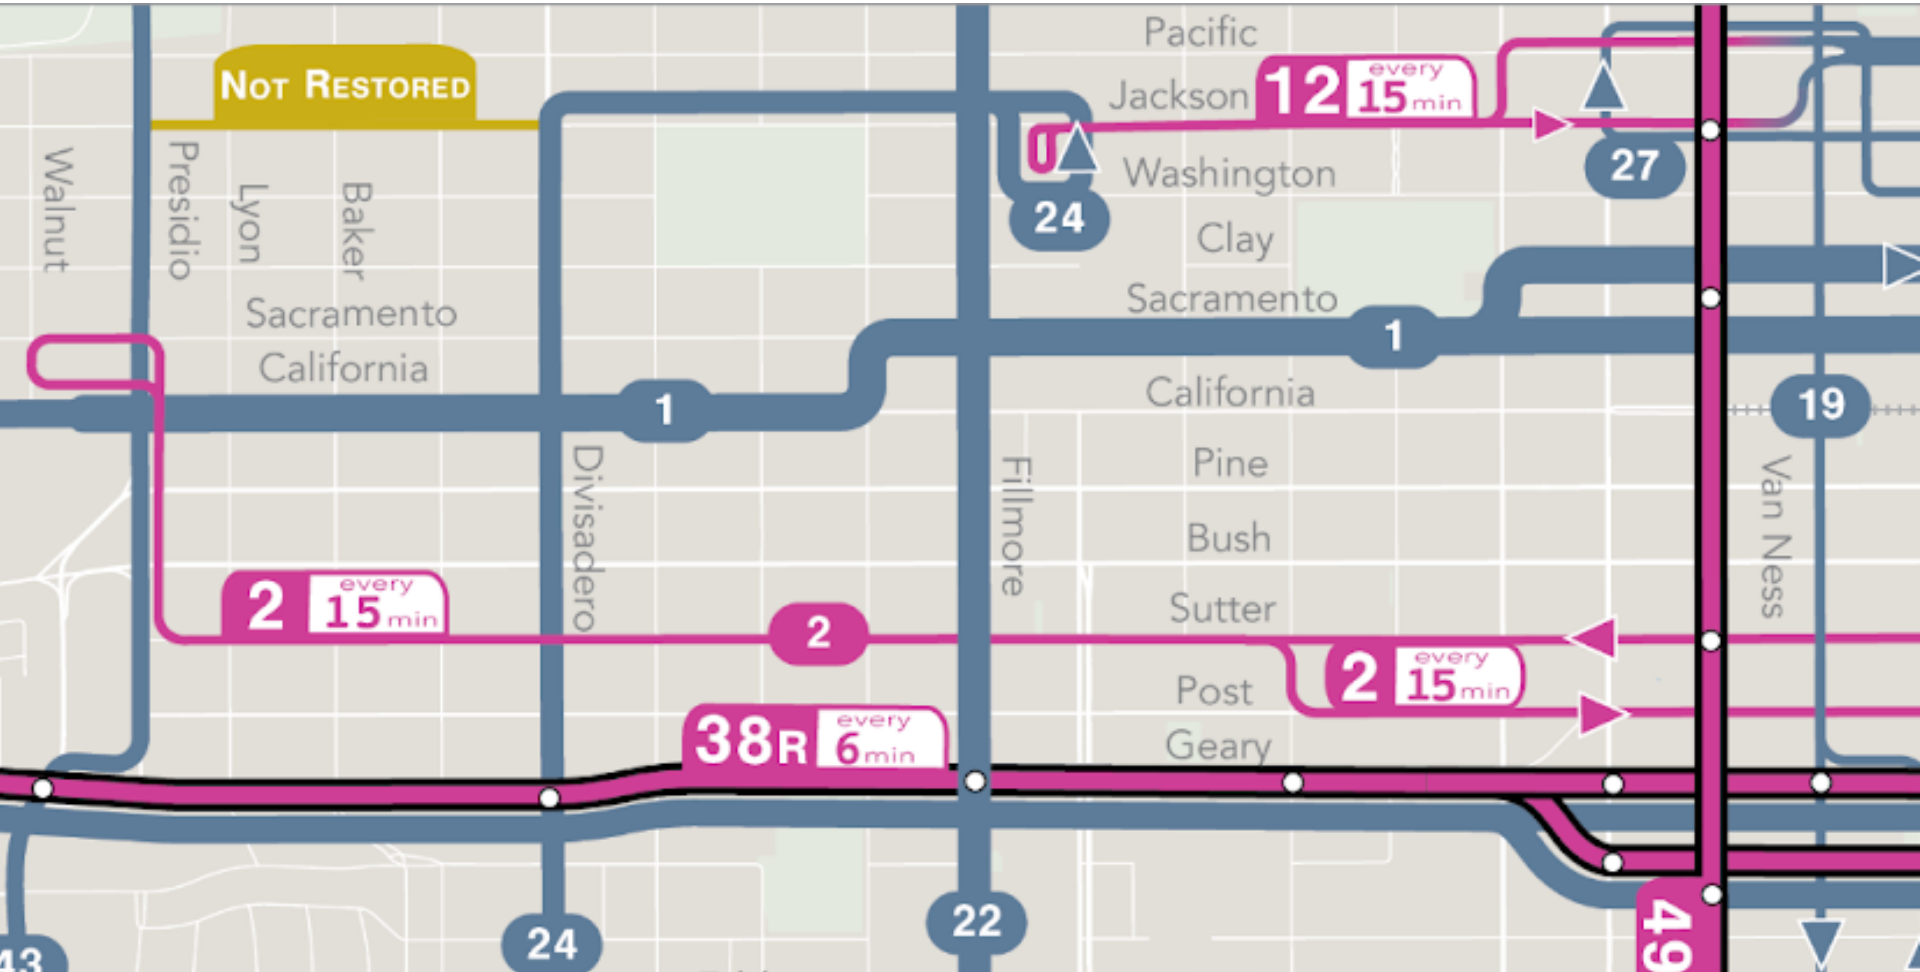 Pacific
NOT RESTORED
12 every 15 min
Jackson
Walnut
Presidio
Lyon
Baker
Washington
27
24
Clay
Sacramento
Sacramento
1
California
California
1
19
Divisadero
Fillmore
Pine
Van Ness
Bush
2 every 15 min
Sutter
2
2 every 15 min
Post
38R every 6 min
Geary
49
22
24
43